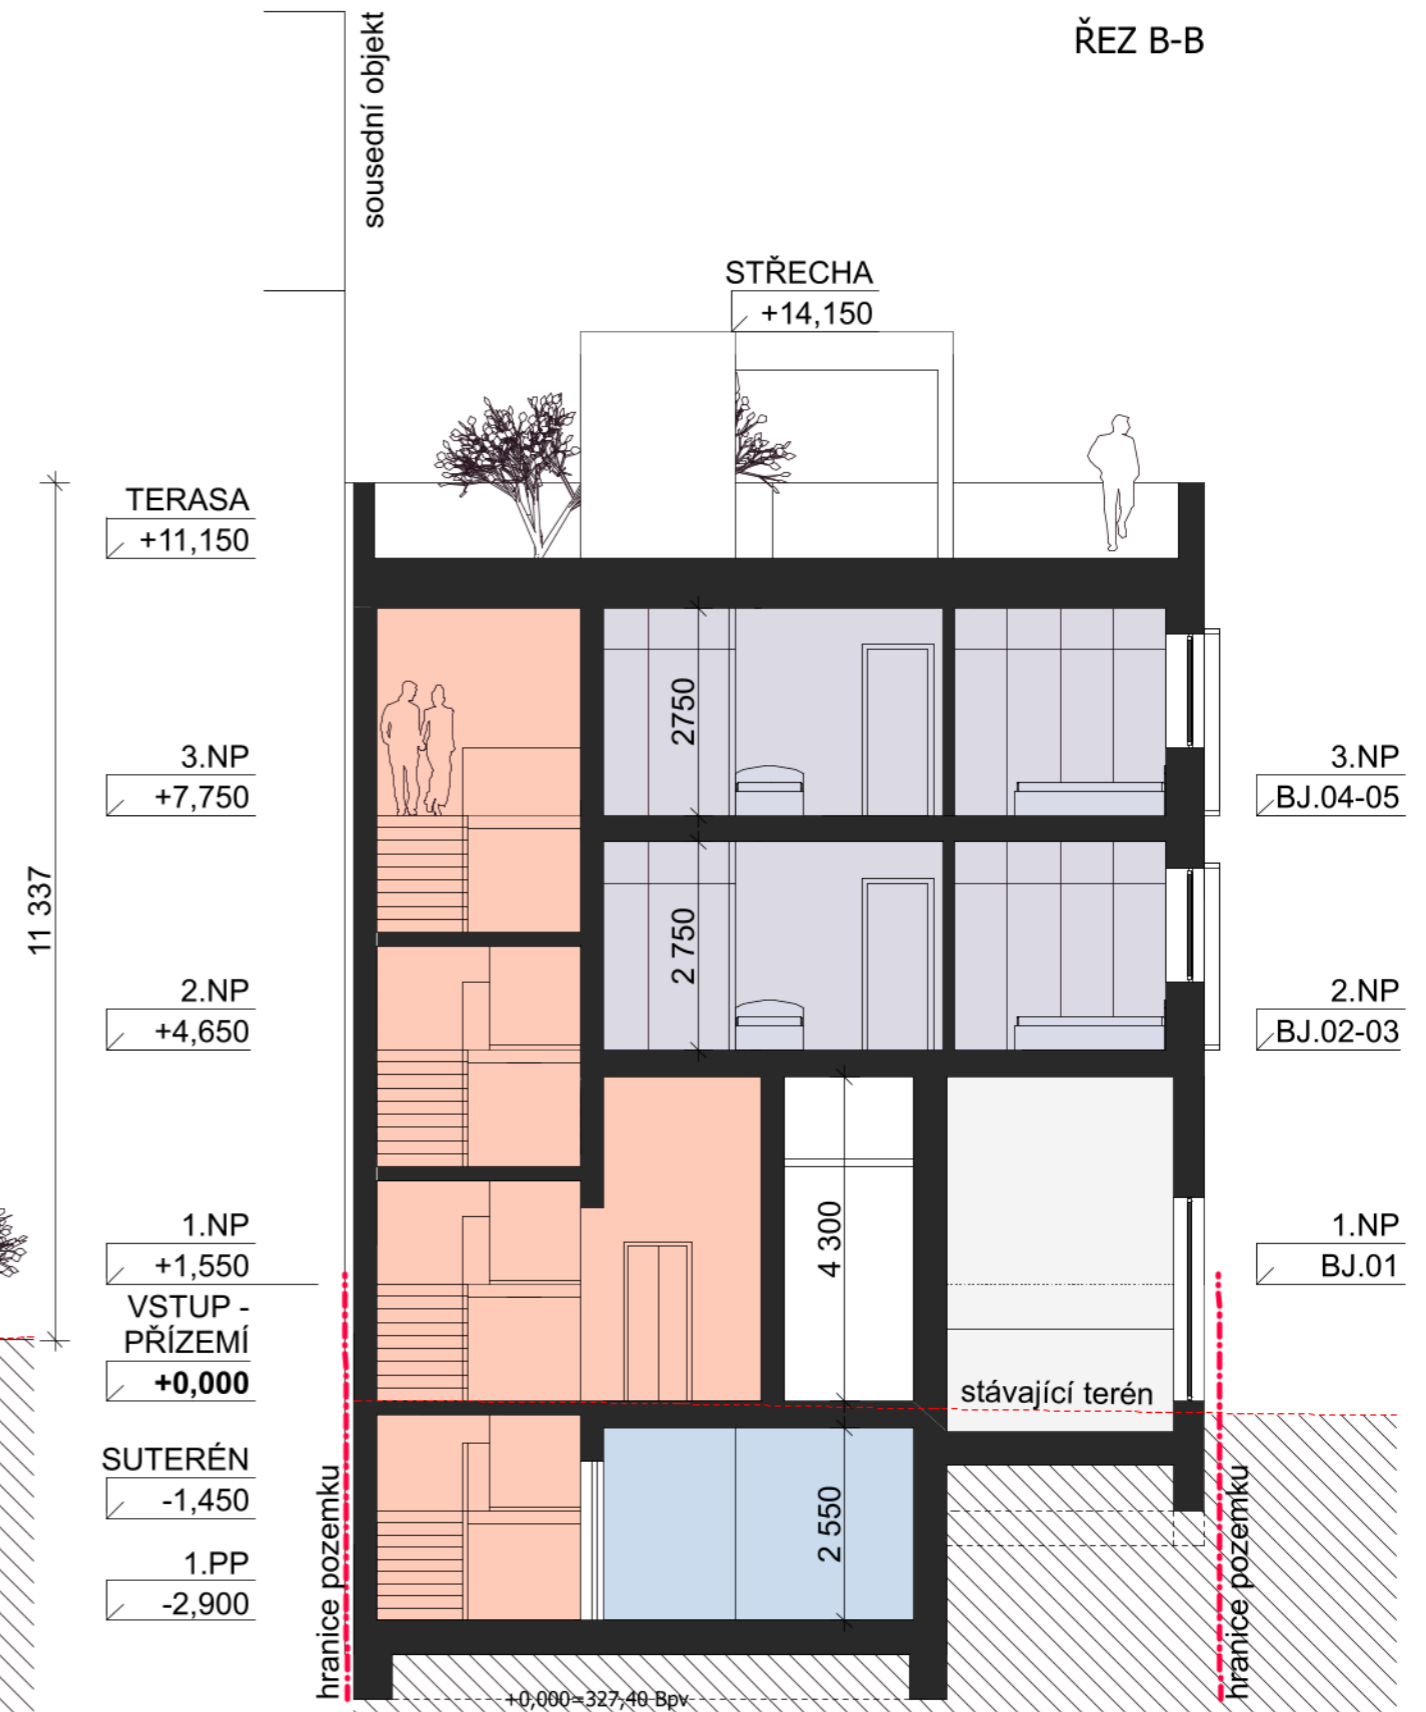 ŘEZ B-B
sousední objekt
STŘECHA
+14,150
TERASA
+11,150
11 337
3.NP
+7,750
2750
3.NP
BJ.04-05
2.NP
+4,650
2 750
2.NP
BJ.02-03
1.NP
+1,550
4 300
1.NP
BJ.01
VSTUP -
PŘÍZEMÍ
+0,000
stávající terén
SUTERÉN
-1,450
2 550
1.PP
-2,900
hranice pozemku
hranice pozemku
+0,000=327,40 Bpv